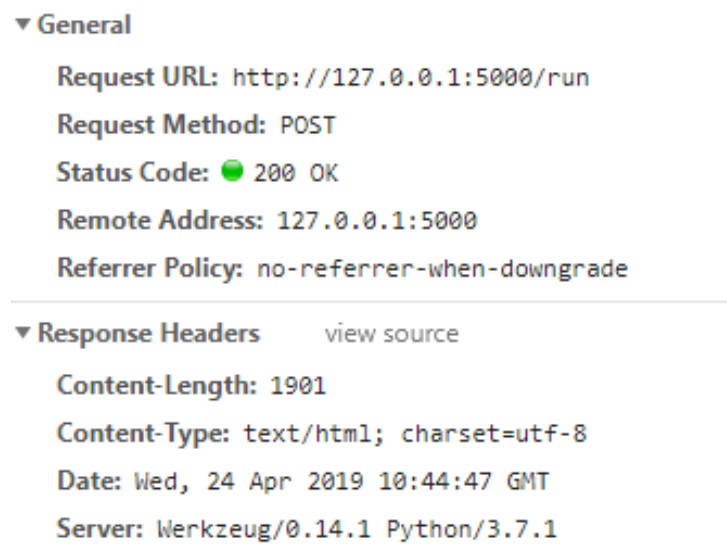 General
Request URL: http://127.0.0.1:5000/run
Request Method: POST
Status Code: 200 OK
Remote Address: 127.0.0.1:5000
Referrer Policy: no-referrer-when-downgrade
Response Headers view source
Content-Length: 1901
Content-Type: text/html; charset=utf-8
Date: Wed, 24 Apr 2019 10:44:47 GMT
Server: Werkzeug/0.14.1 Python/3.7.1